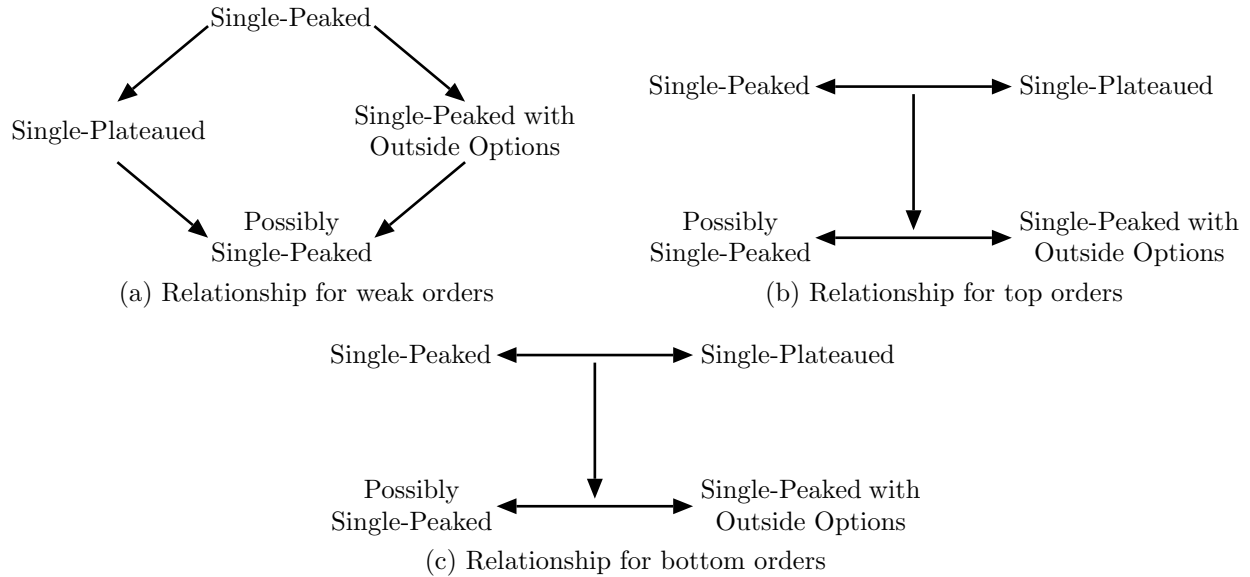 Single-Peaked
Single-Plateaued
Single-Peaked with
Outside Options
Possibly
Single-Peaked
(a) Relationship for weak orders
Single-Peaked
Single-Plateaued
Possibly
Single-Peaked
Single-Peaked with
Outside Options
(b) Relationship for top orders
Single-Peaked
Single-Plateaued
Possibly
Single-Peaked
Single-Peaked with
Outside Options
(c) Relationship for bottom orders